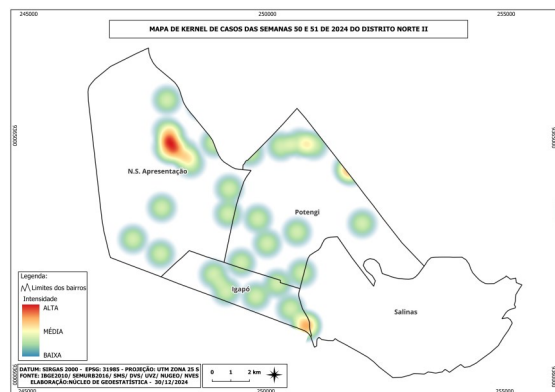 245000 250000 255000
MAPA DE KERNEL DE CASOS DAS SEMANAS 50 E 51 DE 2024 DO DISTRITO NORTE II
N.S. Apresentação
Potengi
Igapó
Salinas
Legenda:
Limites dos bairros
Intensidade
ALTA
MÉDIA
BAIXA
DATUM: SIRGAS 2000 - EPSG: 31985 - PROJEÇÃO: UTM ZONA 25 S
FONTE: IBGE2010/ SEMURB2016/ SMS/ DVS/ UVZ/ NUGEO/ NVES
ELABORAÇÃO:NÚCLEO DE GEOESTATÍSTICA - 30/12/2024
0 1 2 km
245000 250000 255000